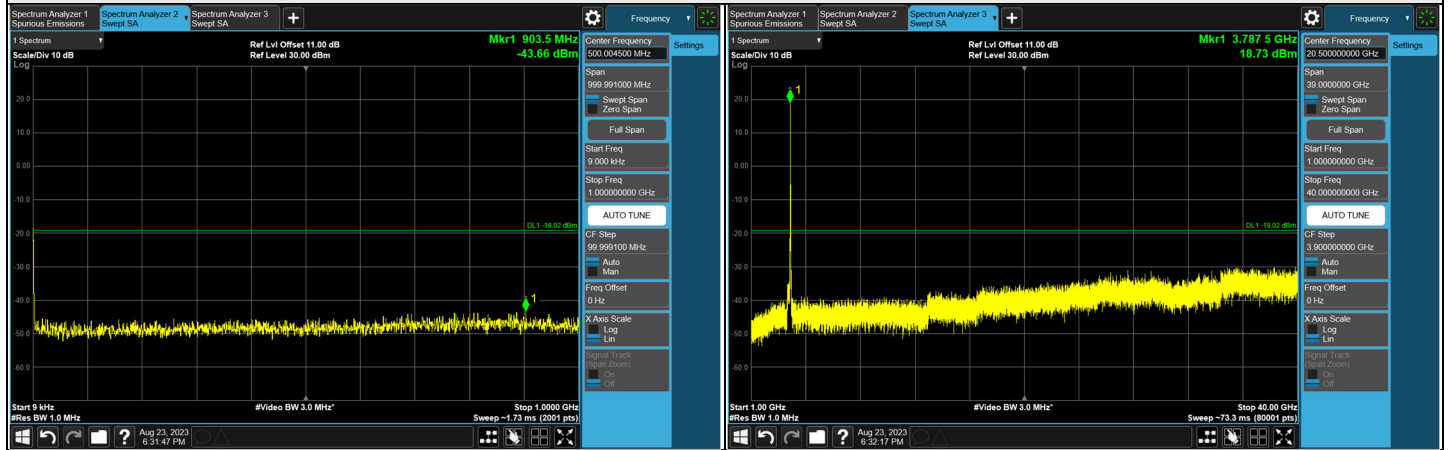 Spectrum Analyzer 1
Spurious Emissions
Spectrum Analyzer 2
Swept SA
Spectrum Analyzer 3
Swept SA
Frequency
1 Spectrum
Scale/Div 10 dB
Log
Ref Lvl Offset 11.00 dB
Ref Level 30.00 dBm
Mkr1 903.5 MHz
-43.66 dBm
20.0
10.0
0.00
-10.0
-20.0
-30.0
-40.0
-50.0
-60.0
1
DL1 -19.02 dBm
1
Start 9 kHz
#Res BW 1.0 MHz
#Video BW 3.0 MHz*
Stop 1.0000 GHz
Sweep ~1.73 ms (2001 pts)
Center Frequency
500.004500 MHz
Settings
Span
999.991000 MHz
Swept Span
Zero Span
Full Span
Start Freq
9.000 kHz
Stop Freq
1.000000000 GHz
AUTO TUNE
CF Step
99.999100 MHz
Auto
Man
Freq Offset
0 Hz
X Axis Scale
Log
Lin
Signal Track
(Span Zoom)
On
Off
?
Aug 23, 2023
6:31:47 PM
Spectrum Analyzer 1
Spurious Emissions
Spectrum Analyzer 2
Swept SA
Spectrum Analyzer 3
Swept SA
Frequency
1 Spectrum
Scale/Div 10 dB
Log
Ref Lvl Offset 11.00 dB
Ref Level 30.00 dBm
Mkr1 3.787 5 GHz
18.73 dBm
20.0
10.0
0.00
-10.0
-20.0
-30.0
-40.0
-50.0
-60.0
1
DL1 -19.02 dBm
Start 1.00 GHz
#Res BW 1.0 MHz
#Video BW 3.0 MHz*
Stop 40.00 GHz
Sweep ~73.3 ms (80001 pts)
Center Frequency
20.500000000 GHz
Settings
Span
39.0000000 GHz
Swept Span
Zero Span
Full Span
Start Freq
1.000000000 GHz
Stop Freq
40.000000000 GHz
AUTO TUNE
CF Step
3.900000000 GHz
Auto
Man
Freq Offset
0 Hz
X Axis Scale
Log
Lin
Signal Track
(Span Zoom)
On
Off
?
Aug 23, 2023
6:32:17 PM